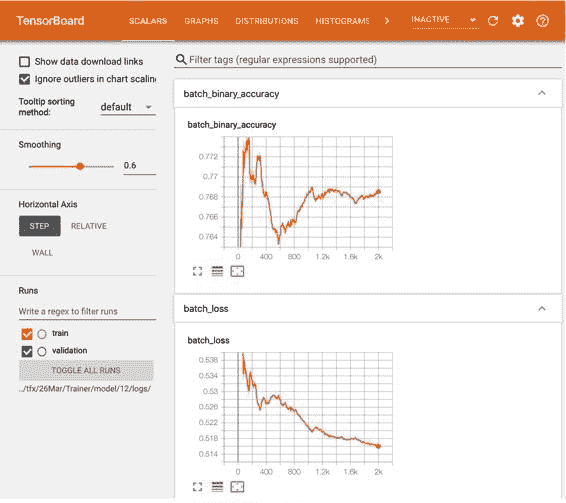 TensorBoard SCALARS GRAPHS DISTRIBUTIONS HISTOGRAMS INACTIVE
Show data download links
Ignore outliers in chart scaling
Tooltip sorting method: default
Smoothing
0.6
Horizontal Axis
STEP RELATIVE
WALL
Runs
Write a regex to filter runs
train
validation
TOGGLE ALL RUNS
../tfx/26Mar/Trainer/model/12/logs/
Filter tags (regular expressions supported)
batch_binary_accuracy
batch_binary_accuracy
0.772
0.77
0.768
0.766
0.764
0 400 800 1.2k 1.6k 2k
batch_loss
batch_loss
0.538
0.534
0.53
0.526
0.522
0.518
0.514
0 400 800 1.2k 1.6k 2k